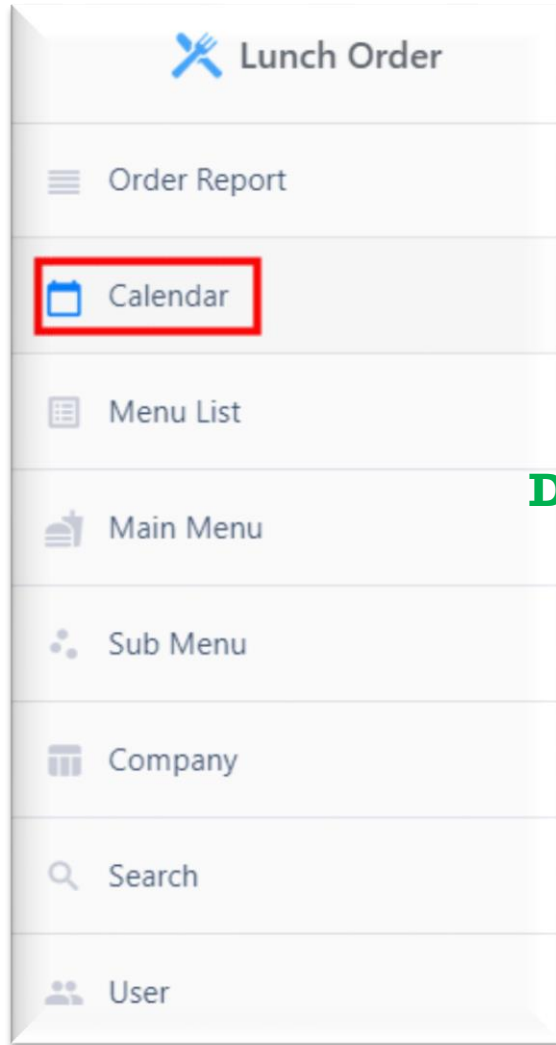 Lunch Order
Order Report
Calendar
Menu List
D
Main Menu
Sub Menu
Company
Search
User